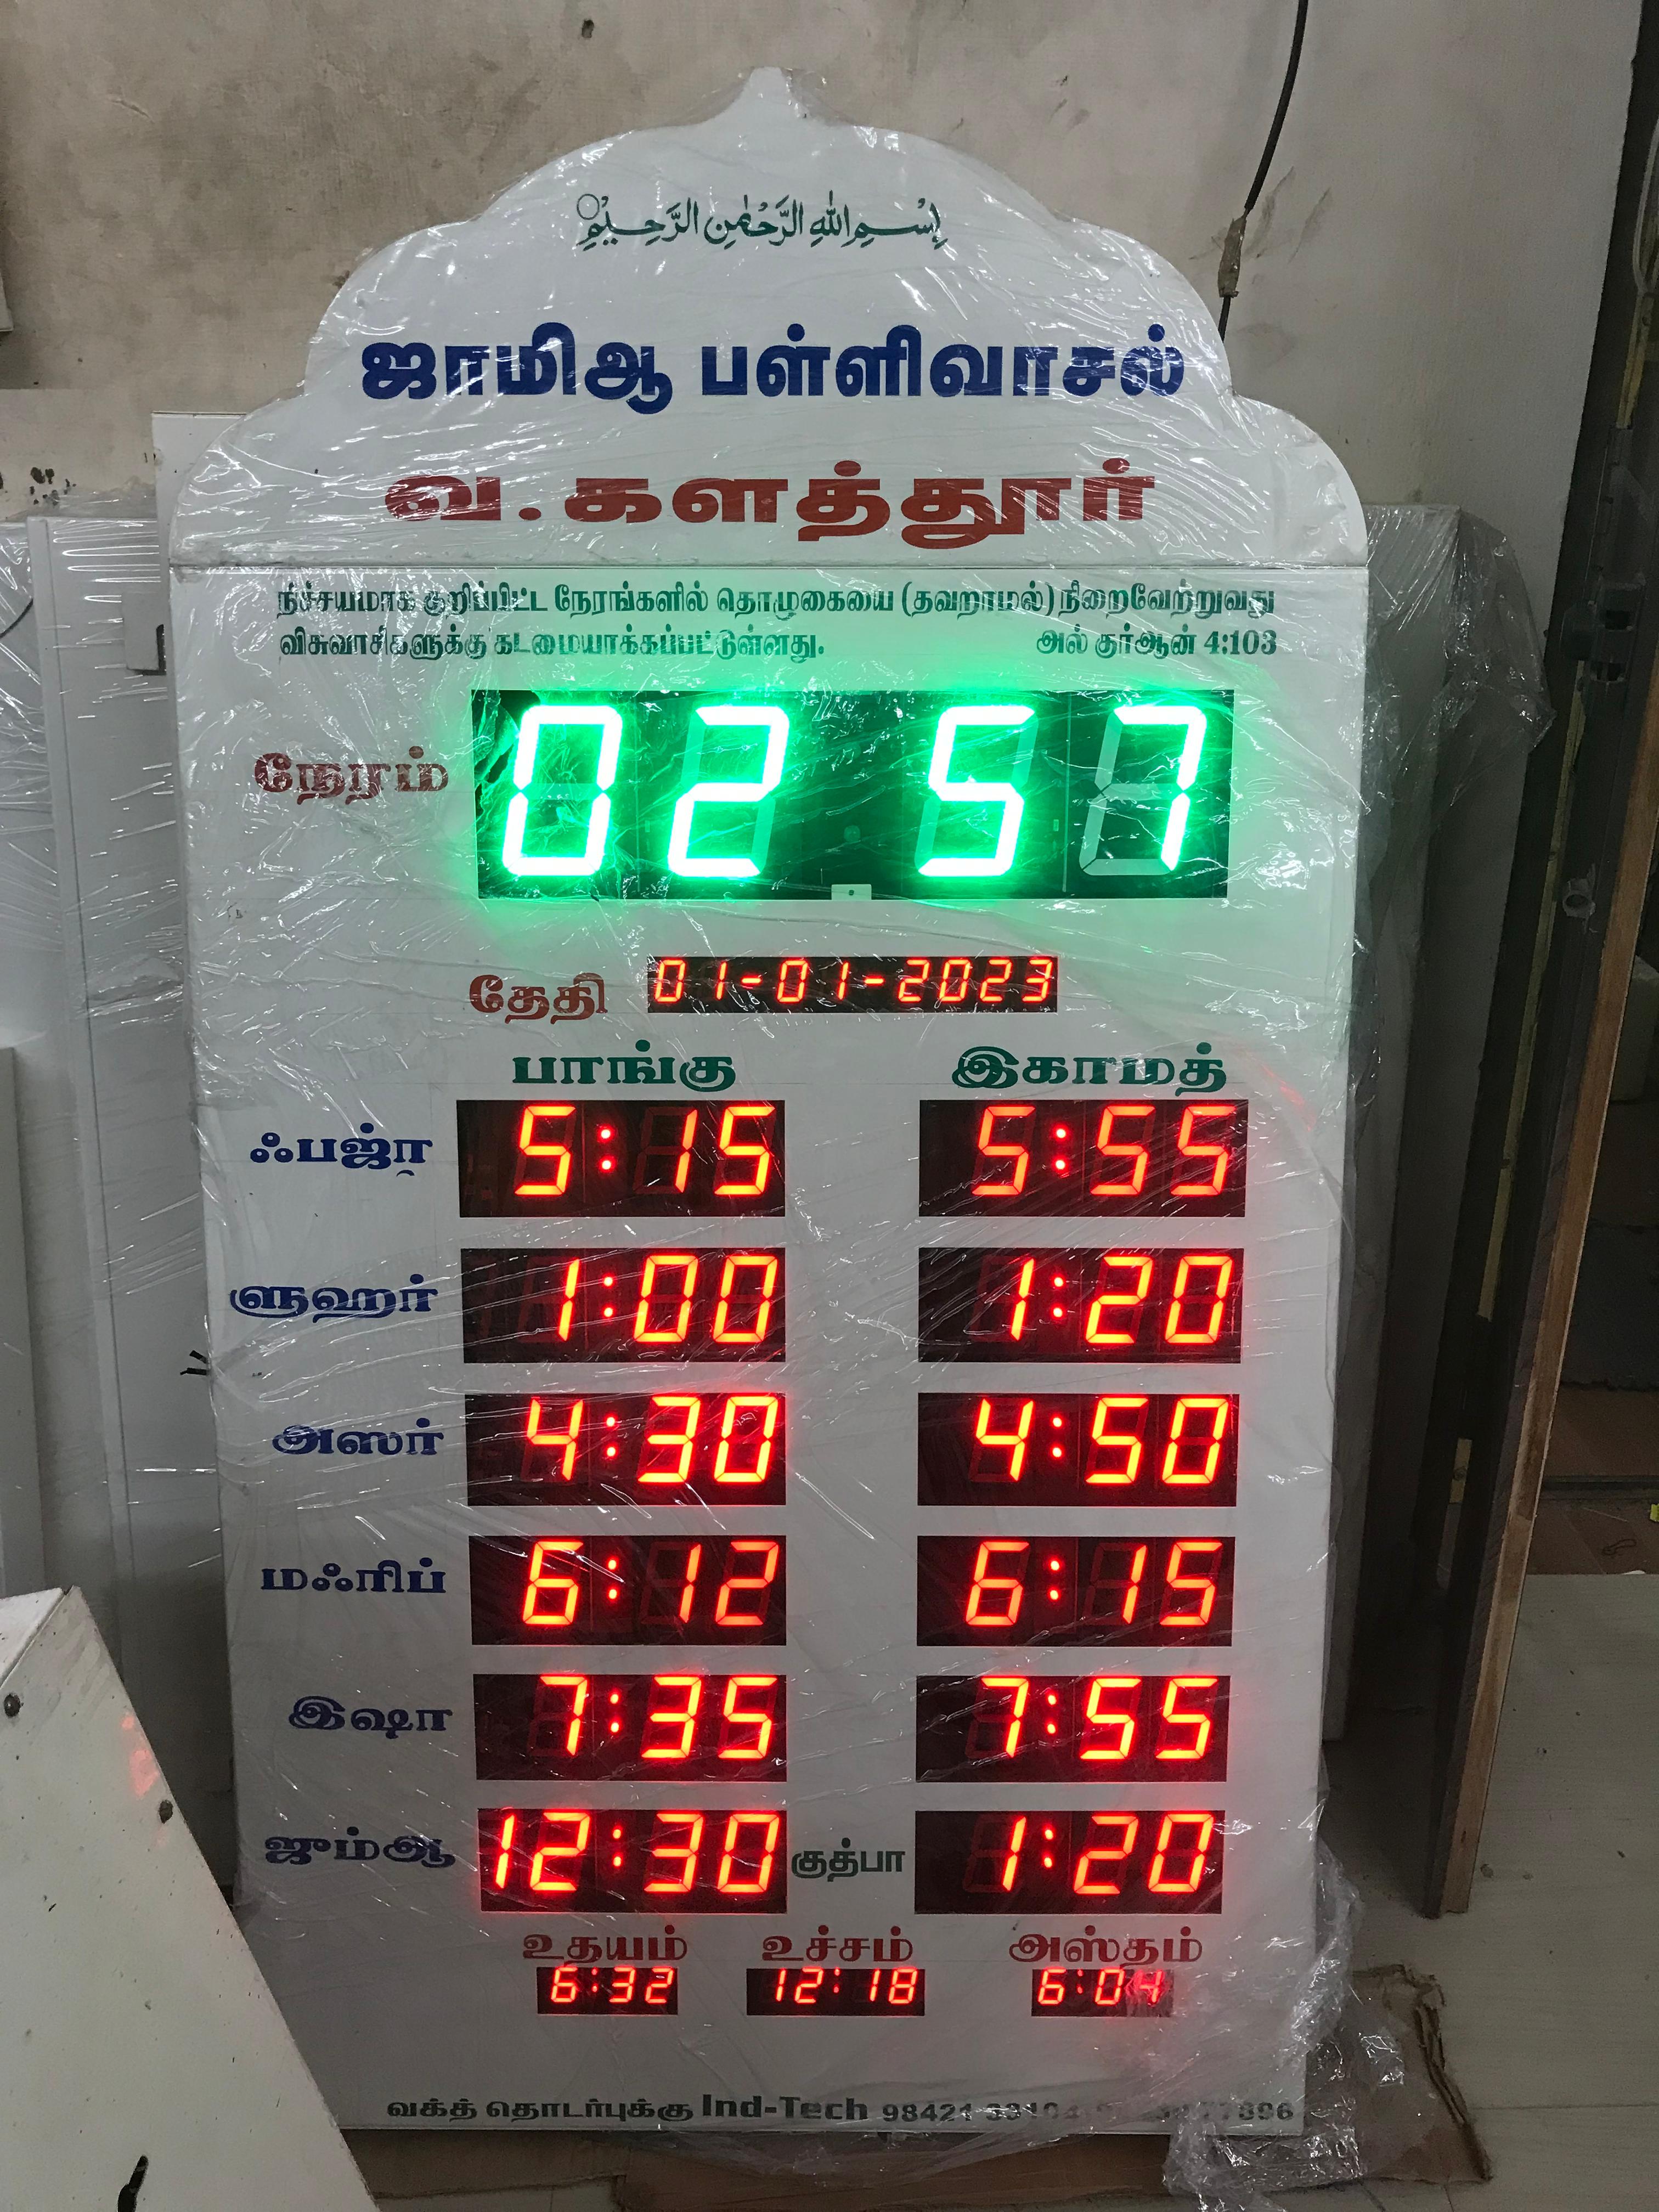 بِسْمِ اللهِ الرَّحْمٰنِ الرَّحِيْمِ
ஜாமிஆ பள்ளிவாசல்
வ.களத்தூர்
நிச்சயமாக குறிப்பிட்ட நேரங்களில் தொழுகையை (தவறாமல்) நிறைவேற்றுவது
விசுவாசிகளுக்கு கடமையாக்கப்பட்டுள்ளது. அல் குர்ஆன் 4:103
நேரம் 02 57
தேதி 01-01-2023
பாங்கு இகாமத்
ஃபஜ்ர் 5:15 5:55
ளுஹர் 1:00 1:20
அஸர் 4:30 4:50
மஃரிப் 6:12 6:15
இஷா 7:35 7:55
ஜும்ஆ 12:30 குத்பா 1:20
உதயம் உச்சம் அஸ்தம்
6:32 12:18 6:04
வக்த் தொடர்புக்கு Ind-Tech 98421